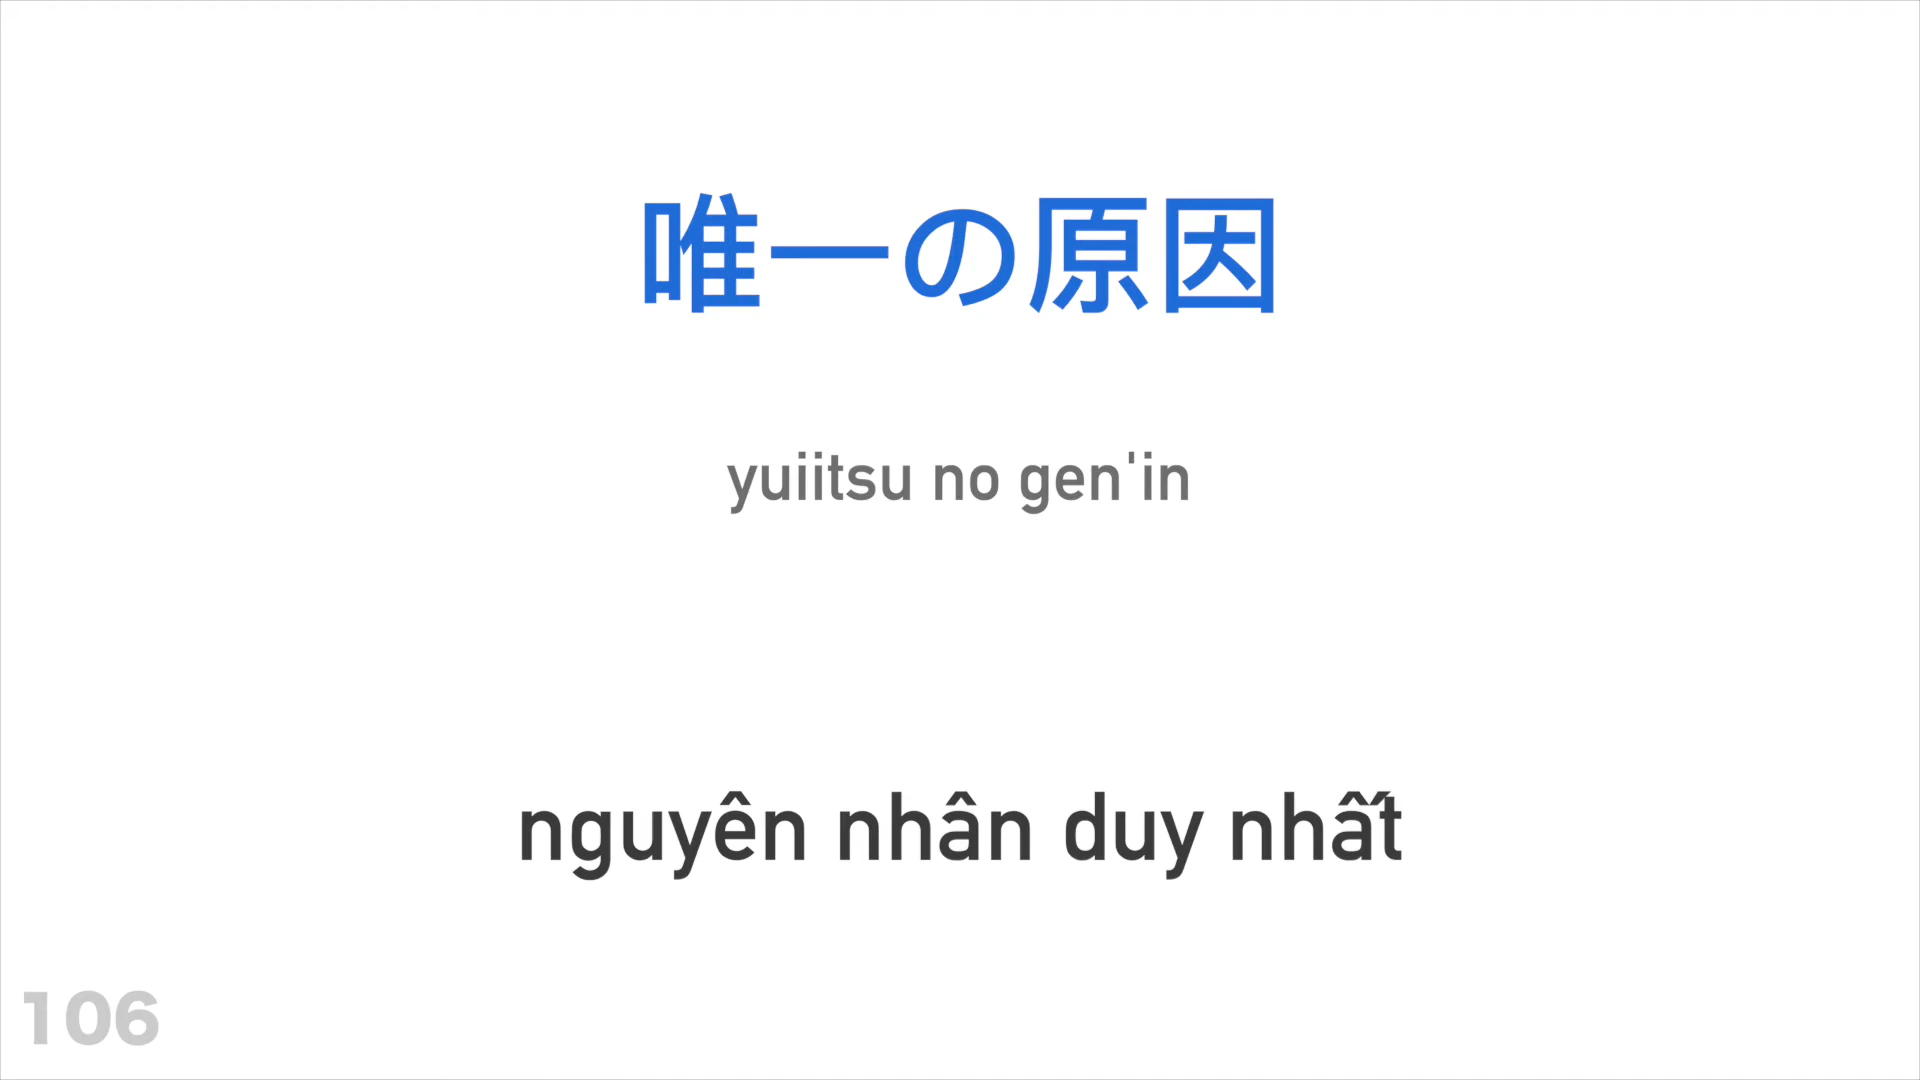 唯一の原因
yuiitsu no gen'in
nguyên nhân duy nhất
106